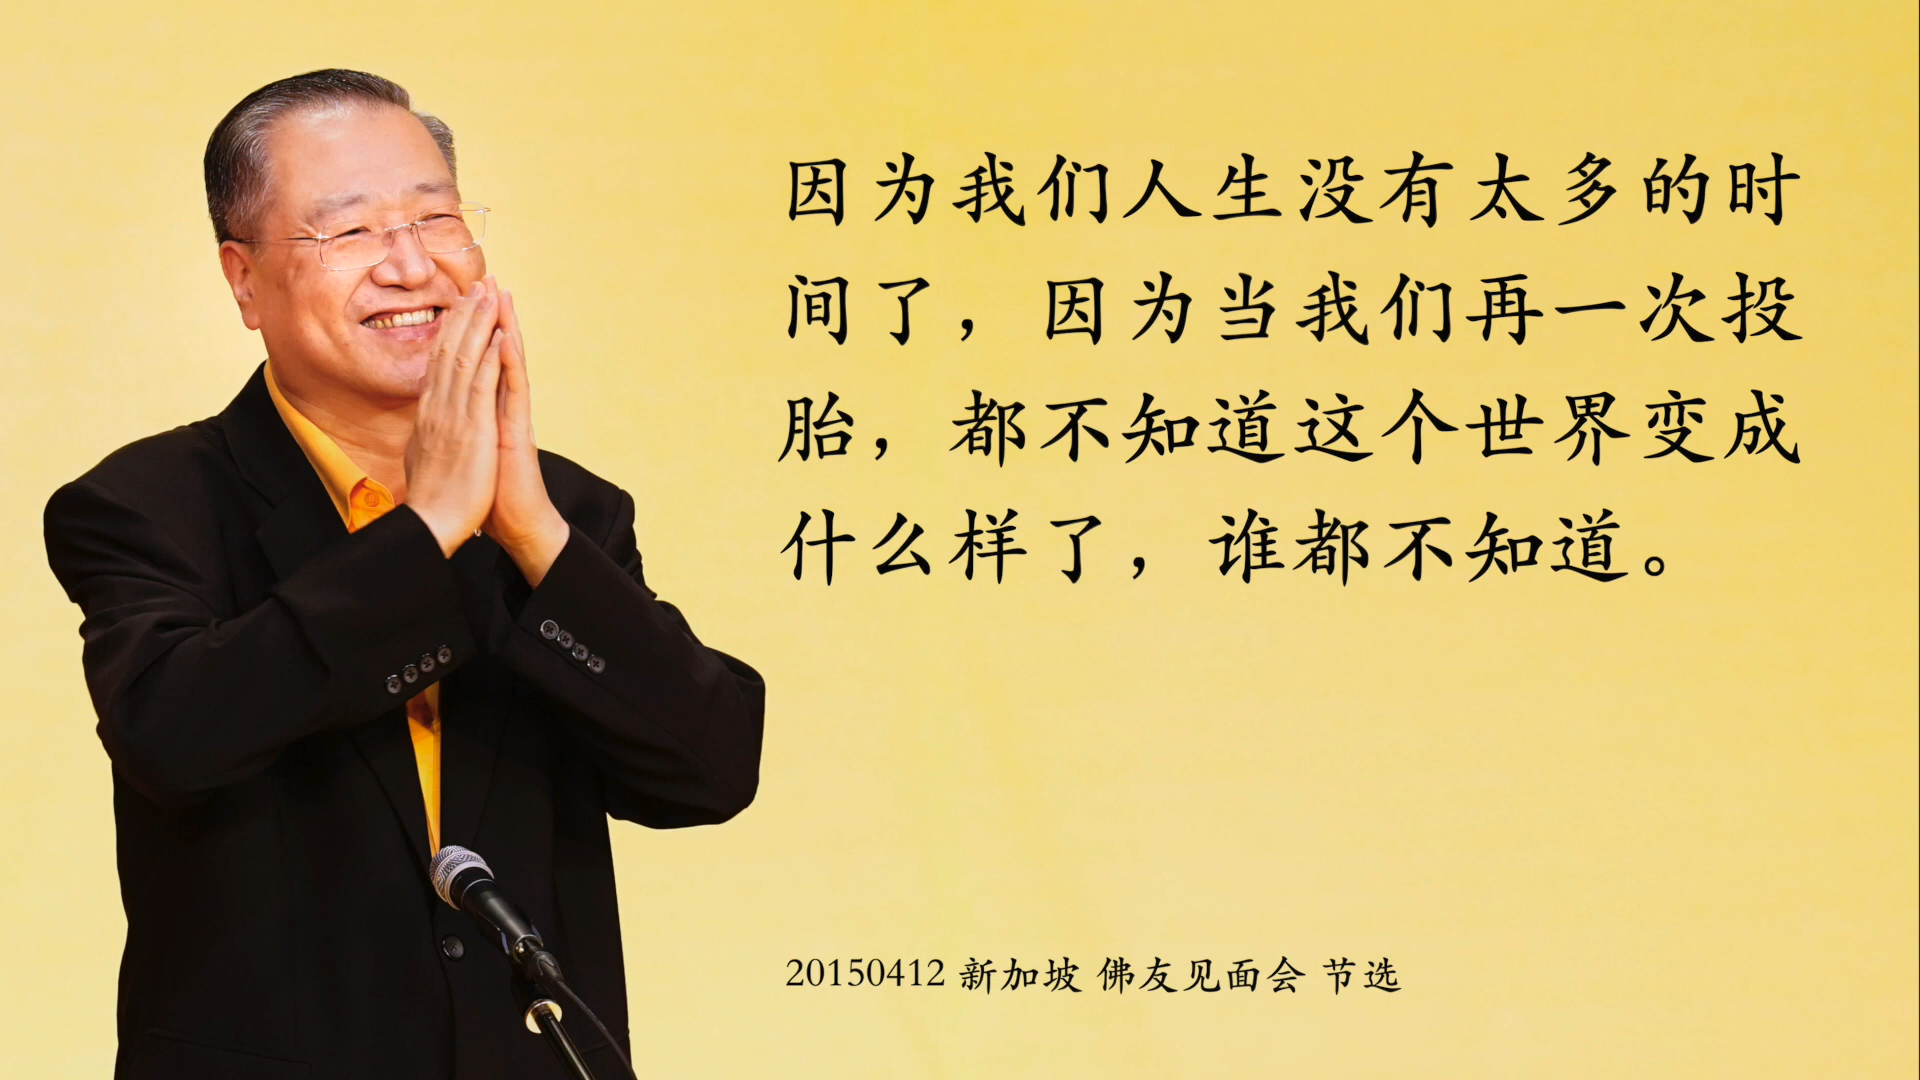 因为我们人生没有太多的时
间了，因为当我们再一次投
胎，都不知道这个世界变成
什么样了，谁都不知道。
20150412 新加坡 佛友见面会 节选